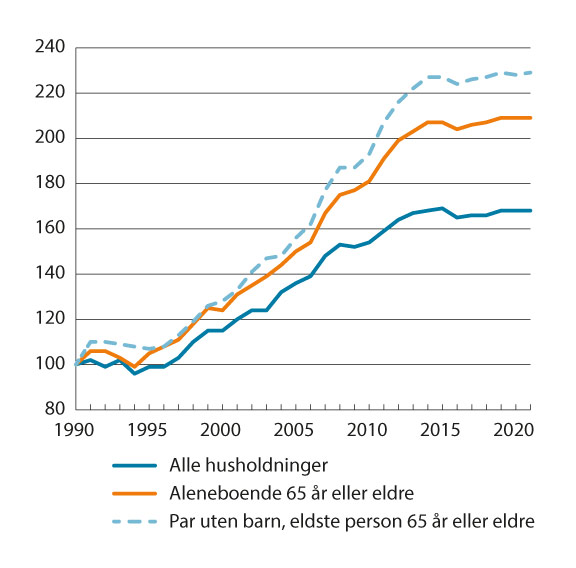 240
220
200
180
160
140
120
100
80
1990 1995 2000 2005 2010 2015 2020
Alle husholdninger
Aleneboende 65 år eller eldre
Par uten barn, eldste person 65 år eller eldre